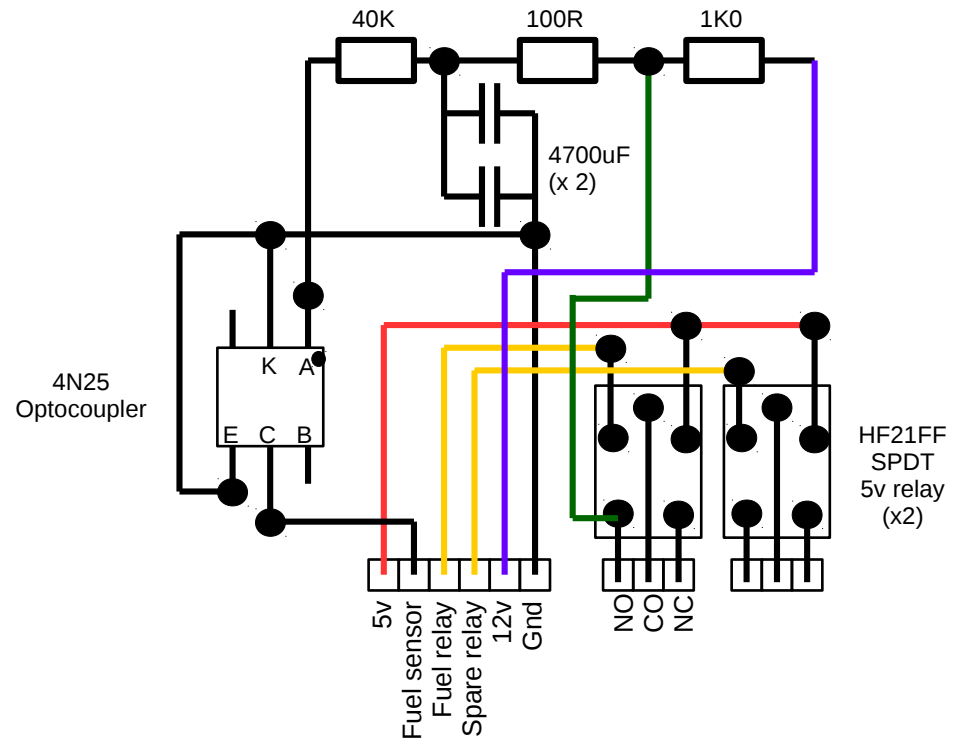 40K
100R
1K0
4700uF
(x 2)
K
A
4N25
Optocoupler
E
C
B
HF21FF
SPDT
5v relay
(x2)
5v
Fuel sensor
Fuel relay
Spare relay
12v
Gnd
NO
CO
NC